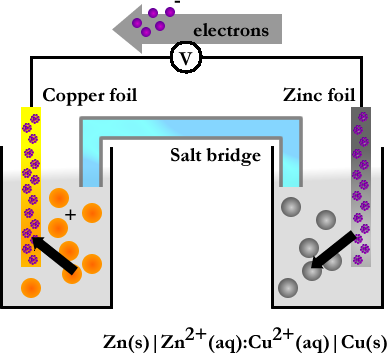 -
electrons
V
Copper foil
Zinc foil
Salt bridge
+
Zn(s)|Zn²⁺(aq):Cu²⁺(aq)|Cu(s)